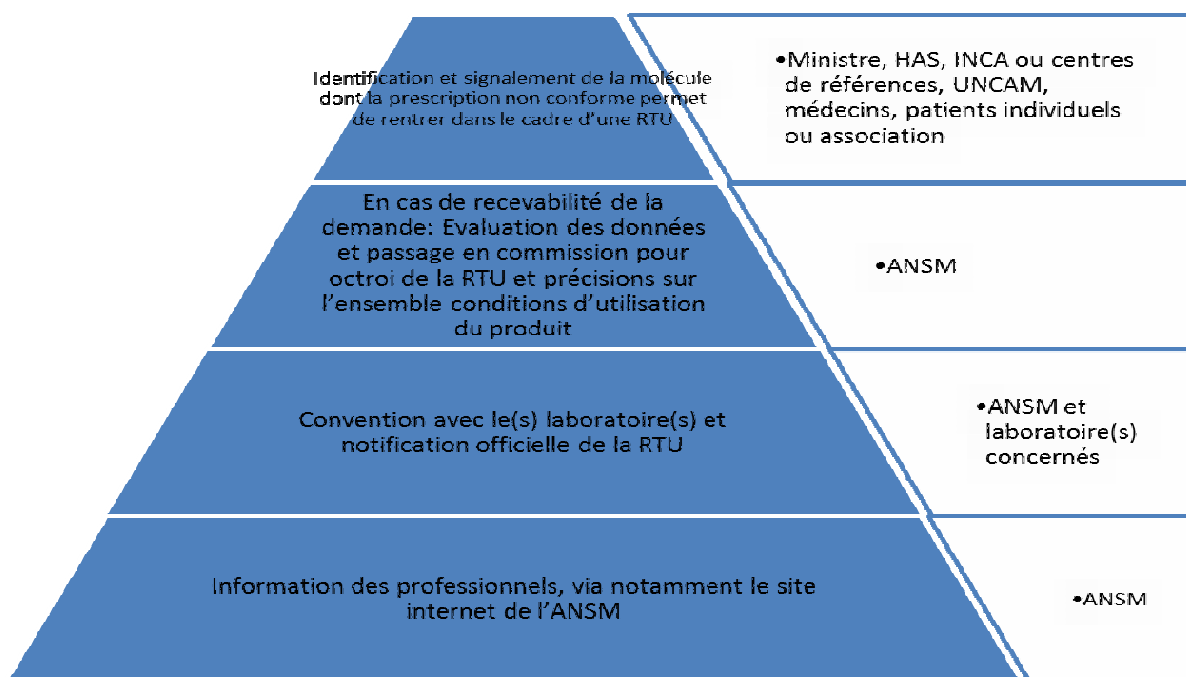 Identification et signalement de la molécule
dont la prescription non conforme permet
de rentrer dans le cadre d’une RTU
•Ministre, HAS, INCA ou centres
de références, UNCAM,
médecins, patients individuels
ou association
En cas de recevabilité de la
demande: Evaluation des données
et passage en commission pour
octroi de la RTU et précisions sur
l’ensemble conditions d’utilisation
du produit
•ANSM
Convention avec le(s) laboratoire(s) et
notification officielle de la RTU
•ANSM et
laboratoire(s)
concernés
Information des professionnels, via notamment le site
internet de l’ANSM
•ANSM